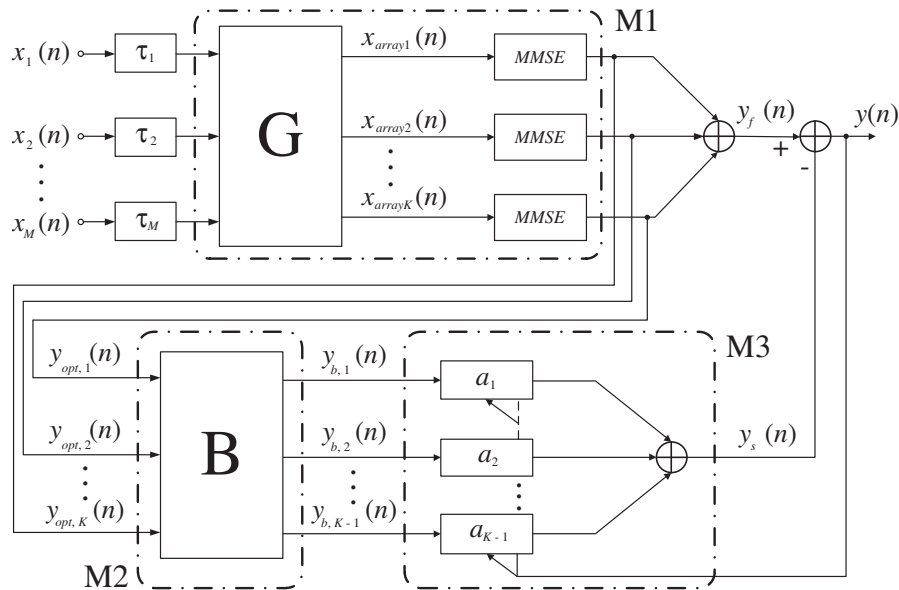 M1
x_1(n) τ_1 x_array1(n) MMSE
G
x_2(n) τ_2 x_array2(n) MMSE y_f(n) y(n)
+
-
x_M(n) τ_M x_arrayK(n) MMSE
M3
y_opt,1(n) y_b,1(n) a_1
B
y_opt,2(n) y_b,2(n) a_2 y_s(n)
y_opt,K(n) y_b,K-1(n) a_K-1
M2